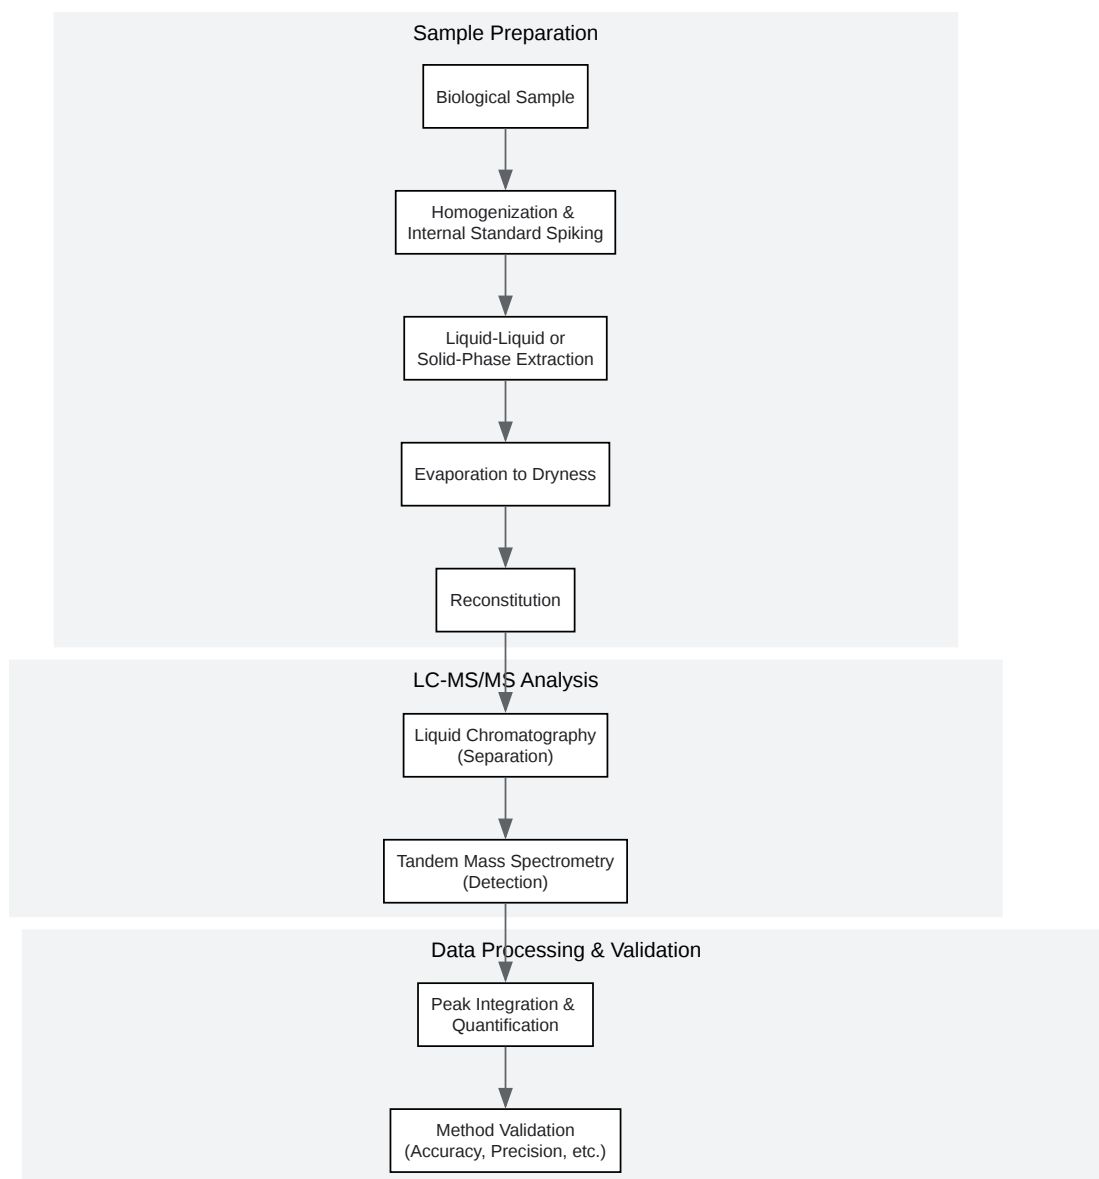 Sample Preparation
Biological Sample
Homogenization &
Internal Standard Spiking
Liquid-Liquid or
Solid-Phase Extraction
Evaporation to Dryness
Reconstitution
LC-MS/MS Analysis
Liquid Chromatography
(Separation)
Tandem Mass Spectrometry
(Detection)
Data Processing & Validation
Peak Integration &
Quantification
Method Validation
(Accuracy, Precision, etc.)